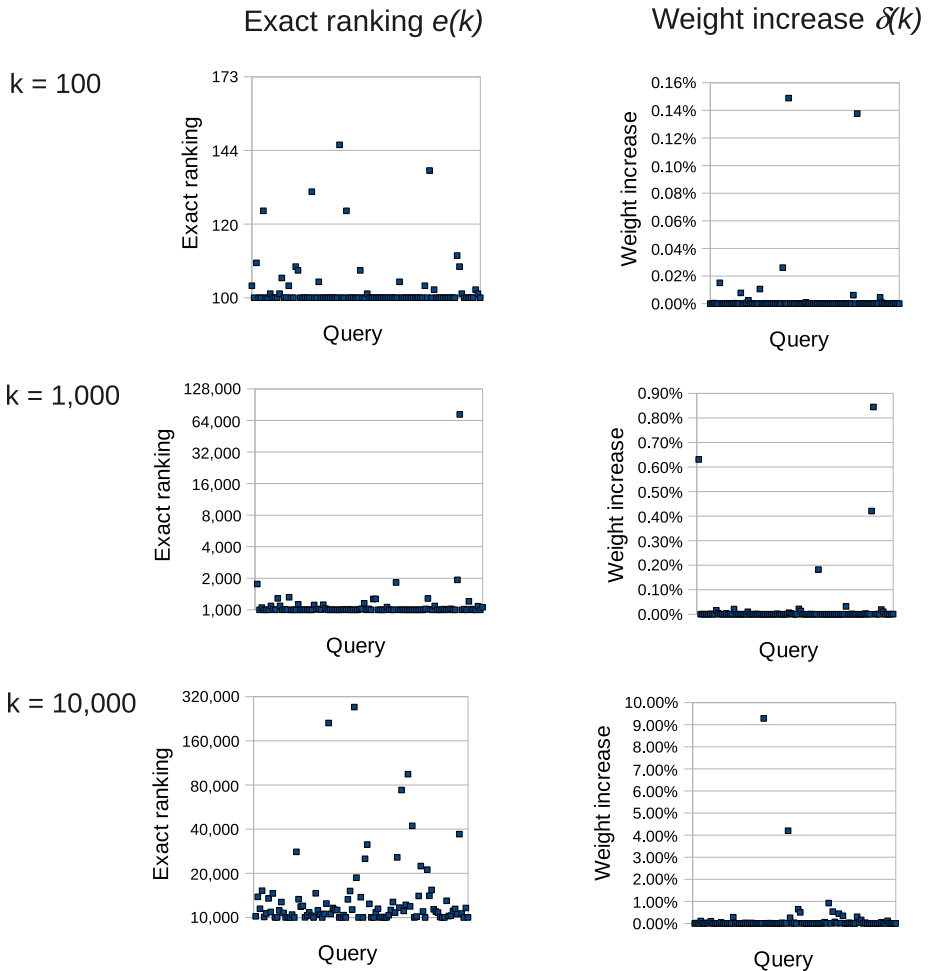 Exact ranking e(k)
Weight increase δ(k)
k = 100
173
144
120
100
Exact ranking
Query
0.16%
0.14%
0.12%
0.10%
0.08%
0.06%
0.04%
0.02%
0.00%
Weight increase
Query
k = 1,000
128,000
64,000
32,000
16,000
8,000
4,000
2,000
1,000
Exact ranking
Query
0.90%
0.80%
0.70%
0.60%
0.50%
0.40%
0.30%
0.20%
0.10%
0.00%
Weight increase
Query
k = 10,000
320,000
160,000
80,000
40,000
20,000
10,000
Exact ranking
Query
10.00%
9.00%
8.00%
7.00%
6.00%
5.00%
4.00%
3.00%
2.00%
1.00%
0.00%
Weight increase
Query